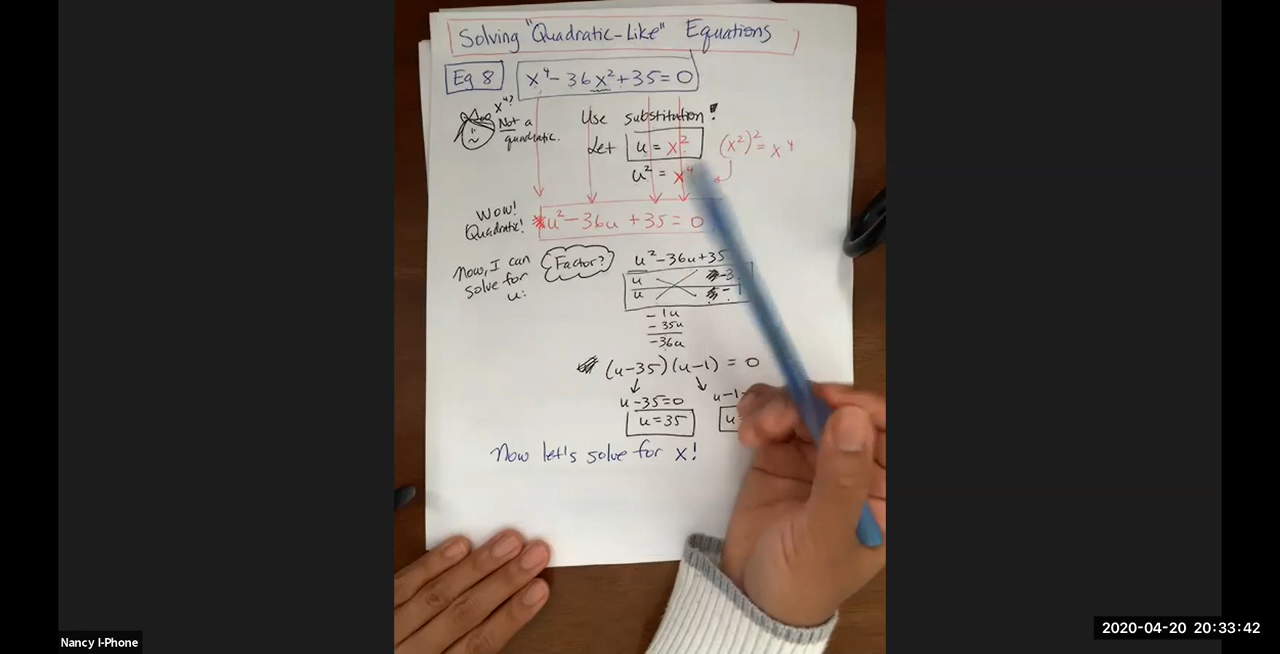 Solving "Quadratic-Like" Equations
Eg 8
x⁴ - 36x² + 35 = 0
x⁴?
Not a
quadratic.
Use substitution!
Let u = x²
(x²)² = x⁴
u² = x⁴
Wow!
Quadratic!
u² - 36u + 35 = 0
Now, I can
solve for
u:
Factor?
u² - 36u + 35
u
u
-1u
-35u
-36u
(u-35)(u-1) = 0
u-35=0
u-1
u=35
u
Now let's solve for x!
Nancy I-Phone
2020-04-20 20:33:42